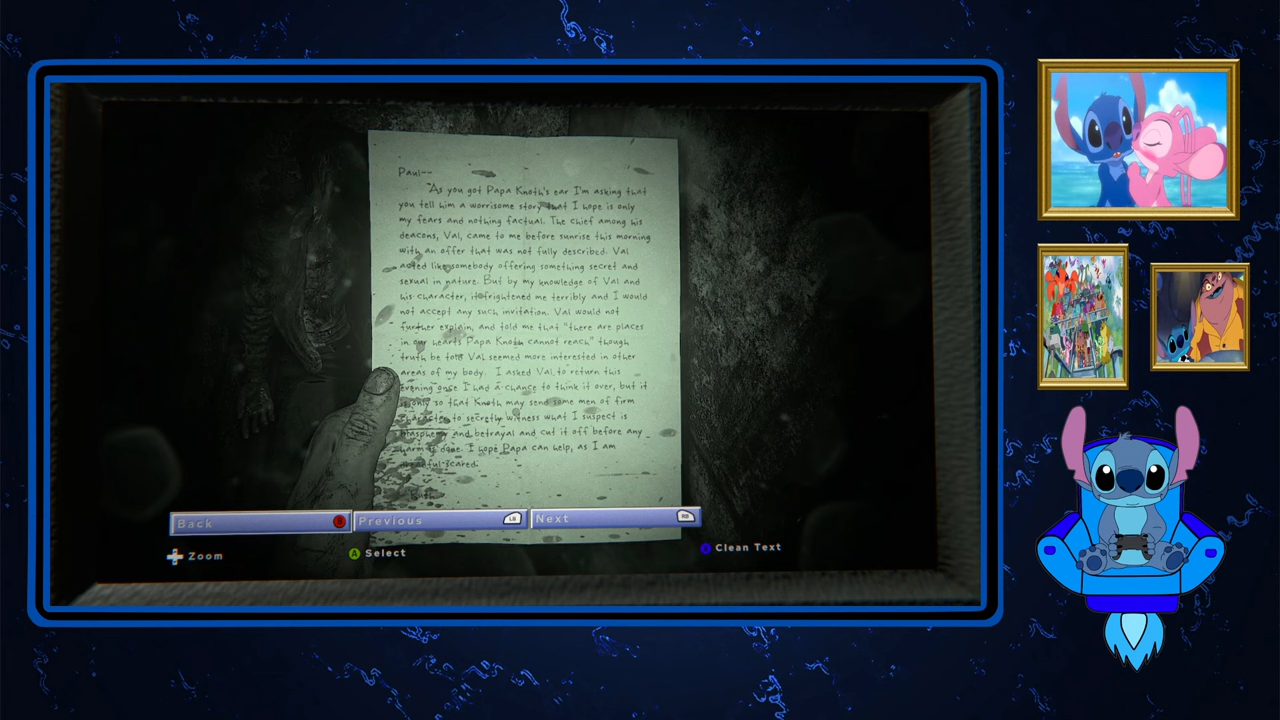 Paul--
As you got Papa Knoth's ear I'm asking that
you tell him a worrisome story that I hope is only
my fears and nothing factual. The chief among his
deacons, Val, came to me before sunrise this morning
with an offer that was not fully described. Val
acted like somebody offering something secret and
sexual in nature. But by my knowledge of Val and
his character, it frightened me terribly and I would
not accept any such invitation. Val would not
further explain, and told me that "there are places
in our hearts Papa Knoth cannot reach" though
truth be told Val seemed more interested in other
areas of my body. I asked Val to return this
evening once I had a chance to think it over, but it
is only so that Knoth may send some men of firm
character to secretly witness what I suspect is
blasphemy and betrayal and cut it off before any
harm is done. I hope Papa can help, as I am
scared.
Back B
Previous LB
Next RB
Zoom
A Select
X Clean Text